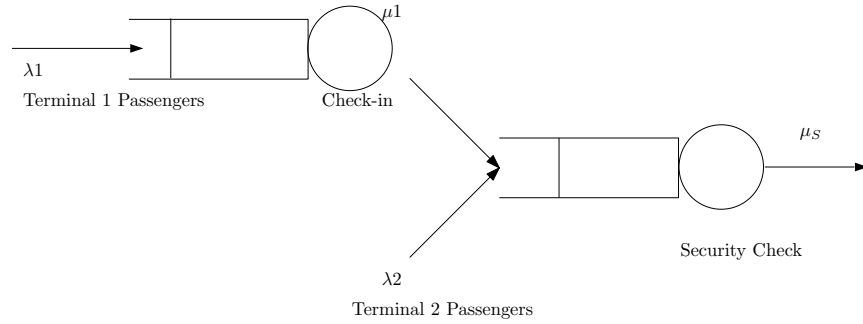 μ1
λ1
Terminal 1 Passengers
Check-in
μS
Security Check
λ2
Terminal 2 Passengers